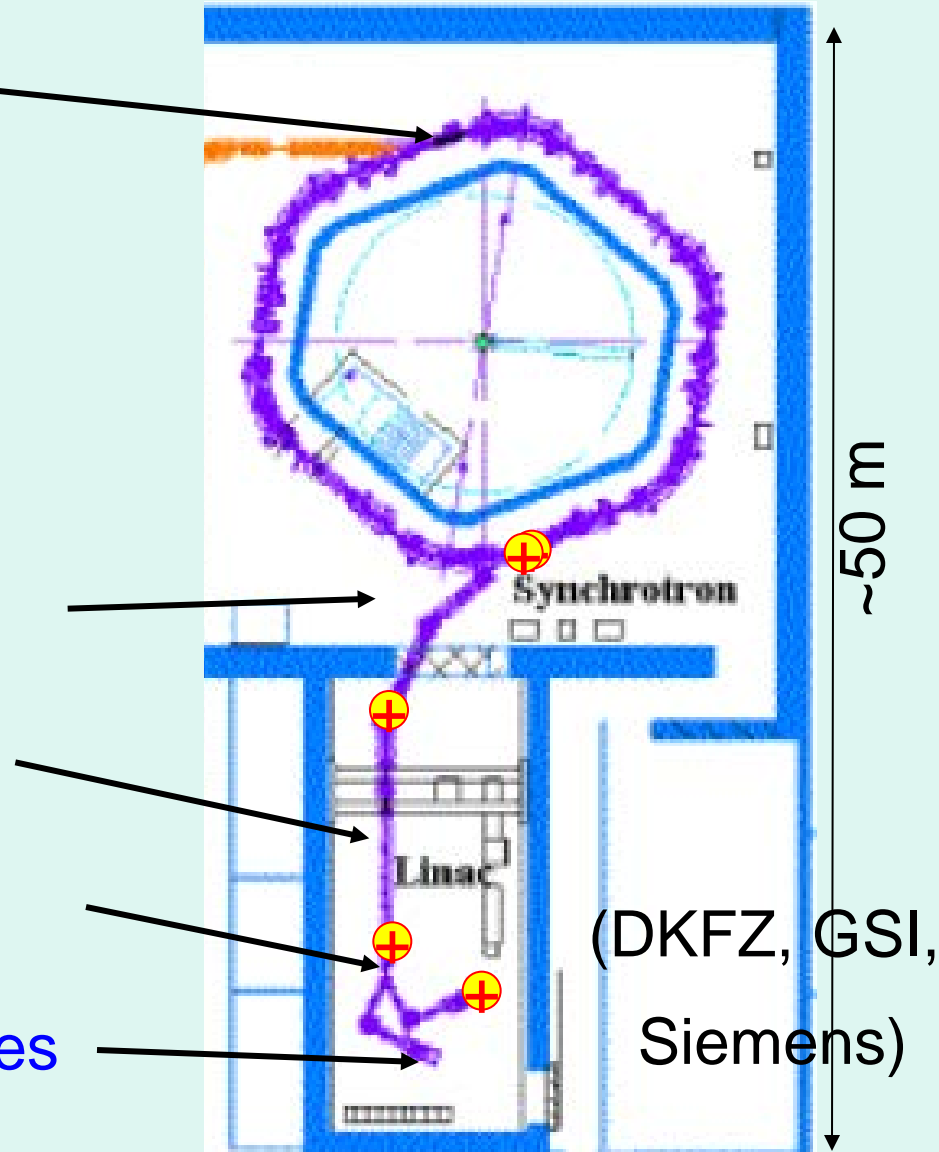 Synchrotron
~50 m
Linac
(DKFZ, GSI,
Siemens)
es